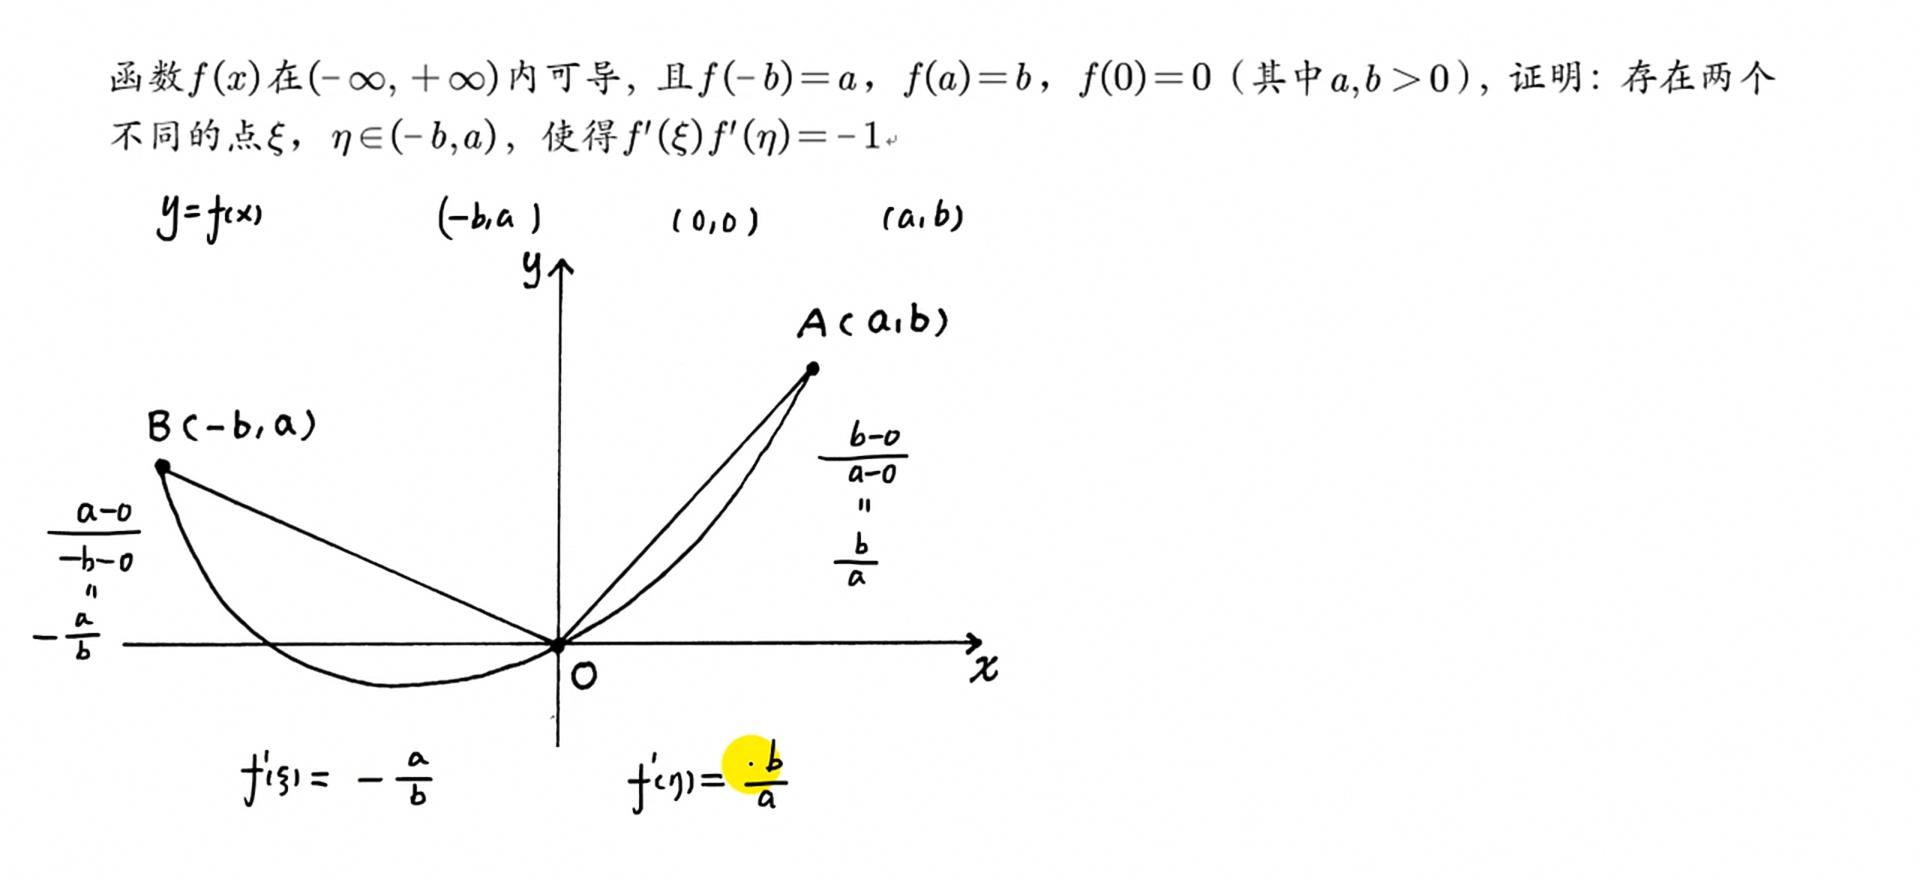 函数f(x)在(-∞, +∞)内可导, 且f(-b)=a, f(a)=b, f(0)=0 (其中a,b>0), 证明: 存在两个
不同的点ξ, η∈(-b,a), 使得f'(ξ)f'(η)=-1
y=f(x) (-b,a) (0,0) (a,b)
y
A(a,b)
B(-b,a)
b-0
a-0
=
b
a
a-0
-b-0
=
-a
b
O
x
f'(ξ)= -a/b f'(η)= b/a